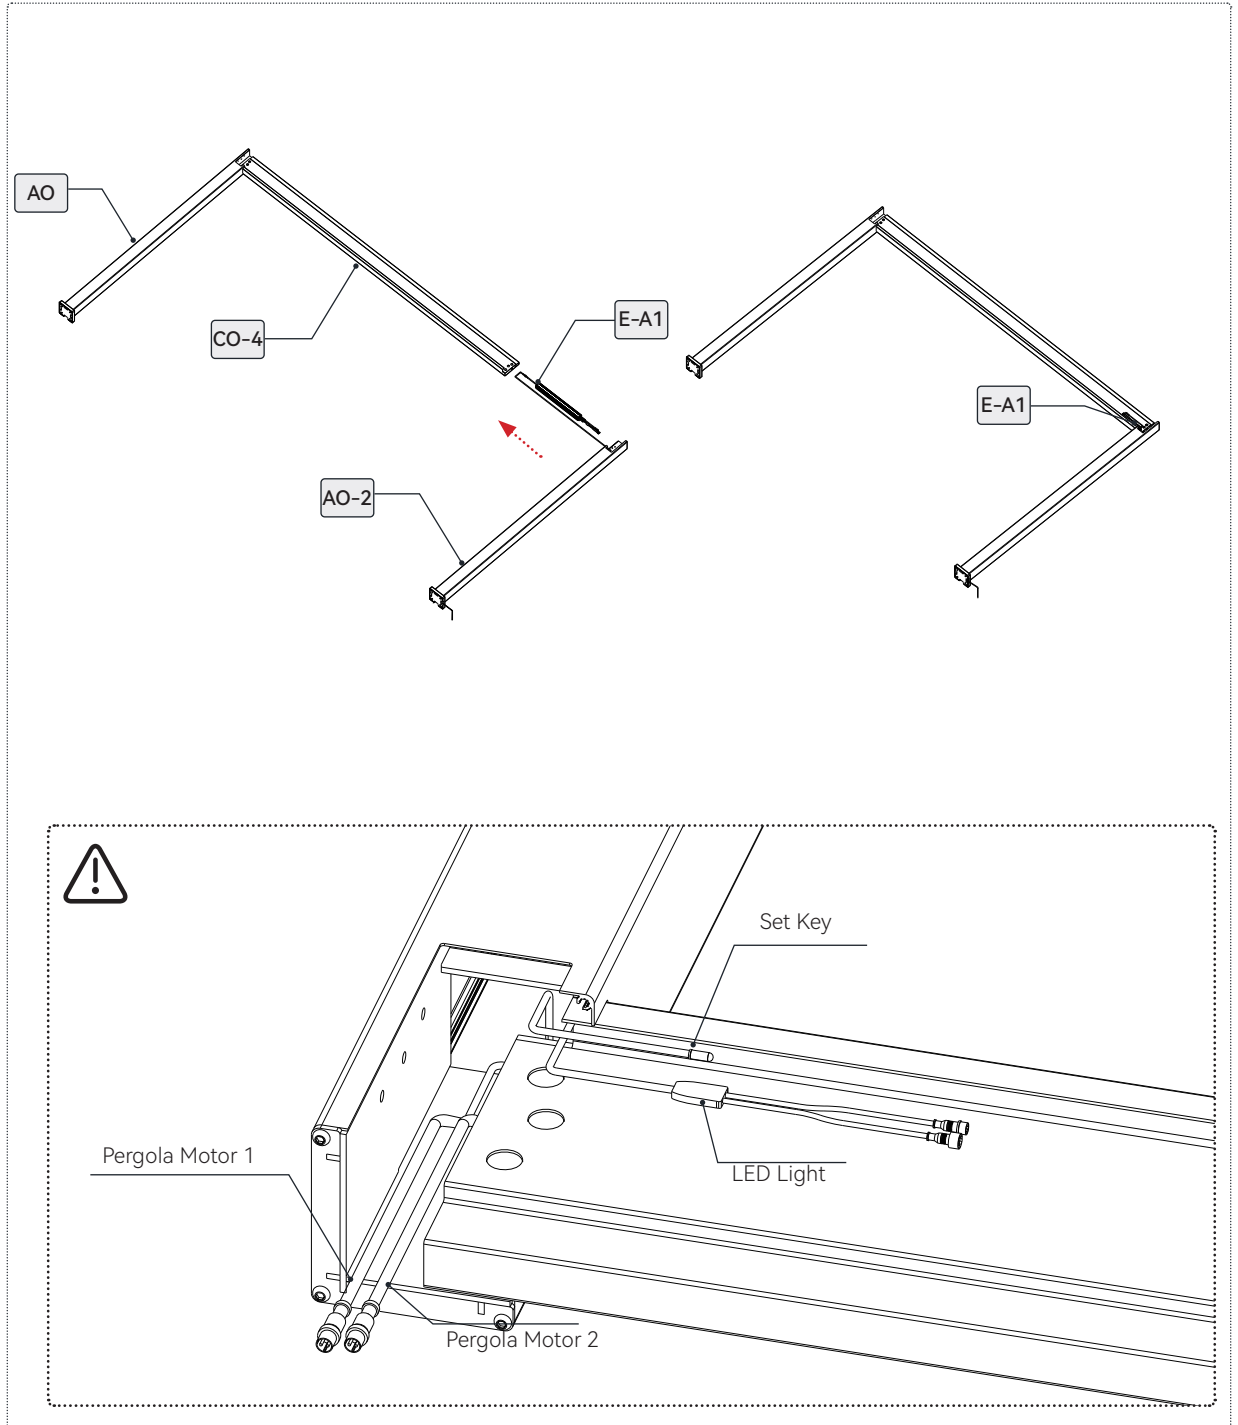 AO
CO-4
E-A1
AO-2
E-A1
Set Key
LED Light
Pergola Motor 1
Pergola Motor 2